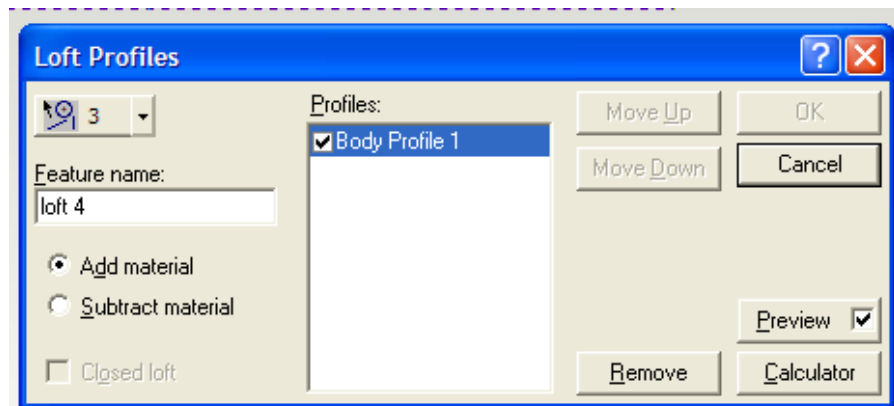 Loft Profiles
3
Profiles:
Body Profile 1
Move Up
OK
Move Down
Cancel
Feature name:
loft 4
Add material
Subtract material
Closed loft
Preview
Remove
Calculator